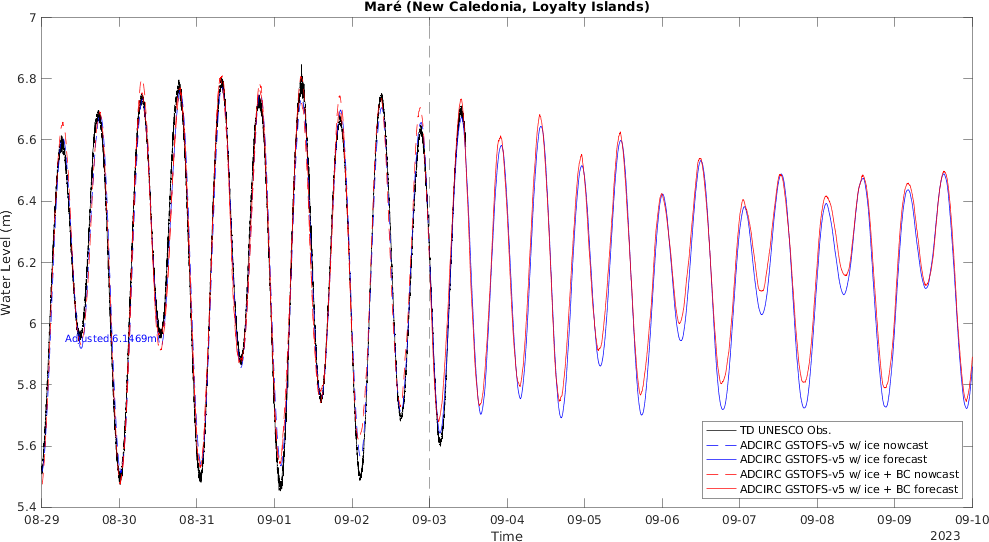 Maré (New Caledonia, Loyalty Islands)
7
6.8
6.6
6.4
6.2
6
5.8
5.6
5.4
Water Level (m)
Adjusted:6.1469m
TD UNESCO Obs.
ADCIRC GSTOFS-v5 w/ ice nowcast
ADCIRC GSTOFS-v5 w/ ice forecast
ADCIRC GSTOFS-v5 w/ ice + BC nowcast
ADCIRC GSTOFS-v5 w/ ice + BC forecast
08-29 08-30 08-31 09-01 09-02 09-03 09-04 09-05 09-06 09-07 09-08 09-09 09-10
Time
2023